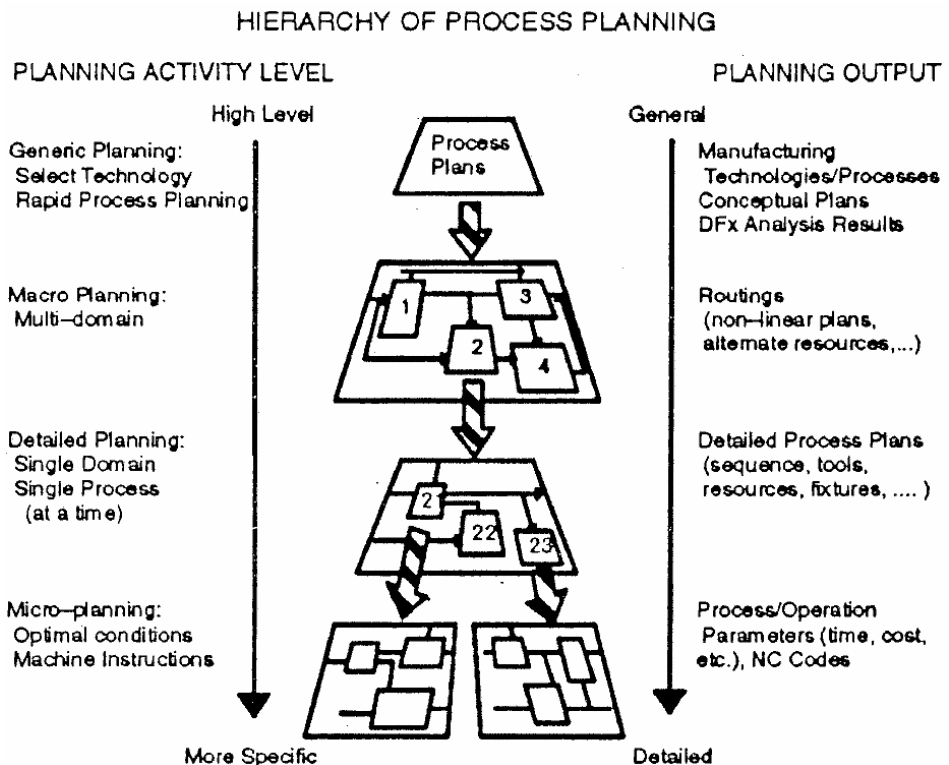 HIERARCHY OF PROCESS PLANNING
PLANNING ACTIVITY LEVEL
PLANNING OUTPUT
High Level
General
Generic Planning:
Select Technology
Rapid Process Planning
Process
Plans
Manufacturing
Technologies/Processes
Conceptual Plans
DFx Analysis Results
Macro Planning:
Multi-domain
1
3
2
4
Routings
(non-linear plans,
alternate resources,...)
Detailed Planning:
Single Domain
Single Process
(at a time)
2
22
23
Detailed Process Plans
(sequence, tools,
resources, fixtures, .... )
Micro-planning:
Optimal conditions
Machine Instructions
Process/Operation
Parameters (time, cost,
etc.), NC Codes
More Specific
Detailed